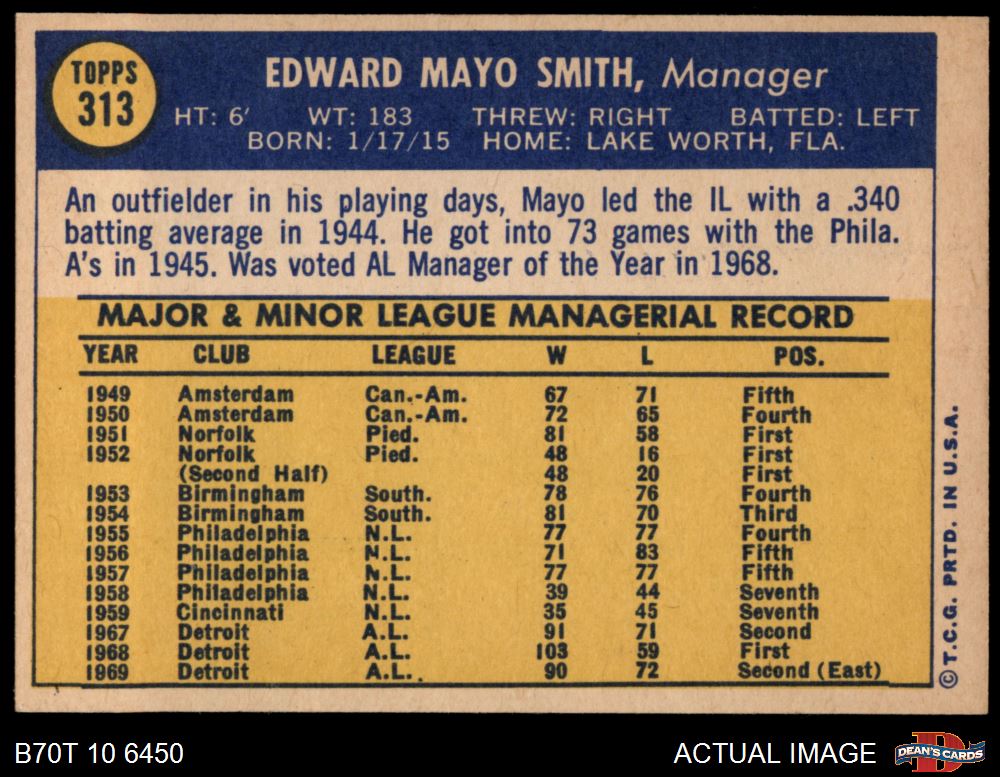 TOPPS
313
EDWARD MAYO SMITH, Manager
HT: 6' WT: 183 THREW: RIGHT BATTED: LEFT
BORN: 1/17/15 HOME: LAKE WORTH, FLA.
An outfielder in his playing days, Mayo led the IL with a .340
batting average in 1944. He got into 73 games with the Phila.
A's in 1945. Was voted AL Manager of the Year in 1968.
MAJOR & MINOR LEAGUE MANAGERIAL RECORD
YEAR CLUB LEAGUE W L POS.
1949 Amsterdam Can.-Am. 67 71 Fifth
1950 Amsterdam Can.-Am. 72 65 Fourth
1951 Norfolk Pied. 81 58 First
1952 Norfolk Pied. 48 16 First
(Second Half) 48 20 First
1953 Birmingham South. 78 76 Fourth
1954 Birmingham South. 81 70 Third
1955 Philadelphia N.L. 77 77 Fourth
1956 Philadelphia N.L. 71 83 Fifth
1957 Philadelphia N.L. 77 77 Fifth
1958 Philadelphia N.L. 39 44 Seventh
1959 Cincinnati N.L. 35 45 Seventh
1967 Detroit A.L. 91 71 Second
1968 Detroit A.L. 103 59 First
1969 Detroit A.L. 90 72 Second (East)
©T.C.G. PRTD. IN U.S.A.
B70T 10 6450
ACTUAL IMAGE
D
DEAN'S CARDS